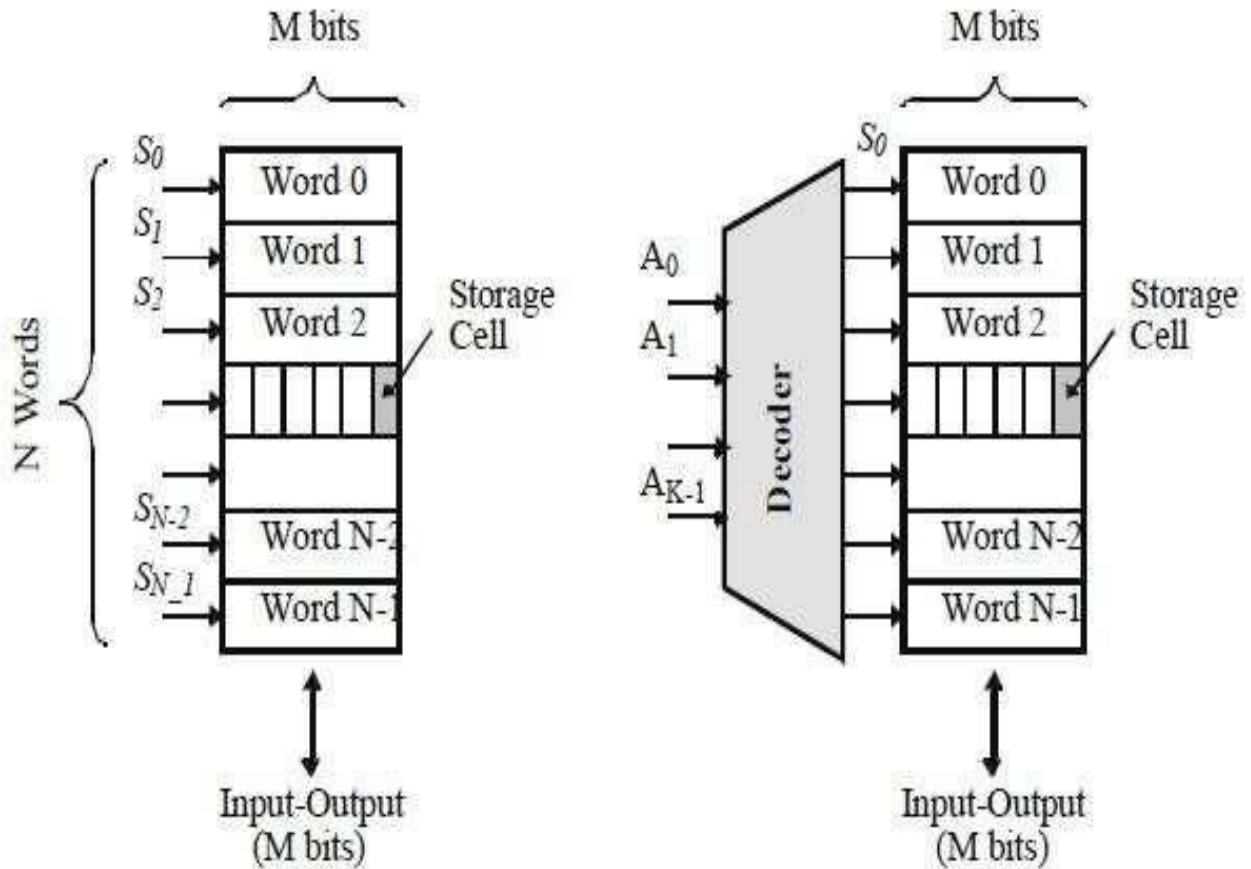 M bits
S0
S1
S2
SN-2
SN_1
N Words
Word 0
Word 1
Word 2
Word N-2
Word N-1
Storage
Cell
Input-Output
(M bits)
M bits
A0
A1
AK-1
Decoder
S0
Word 0
Word 1
Word 2
Word N-2
Word N-1
Storage
Cell
Input-Output
(M bits)